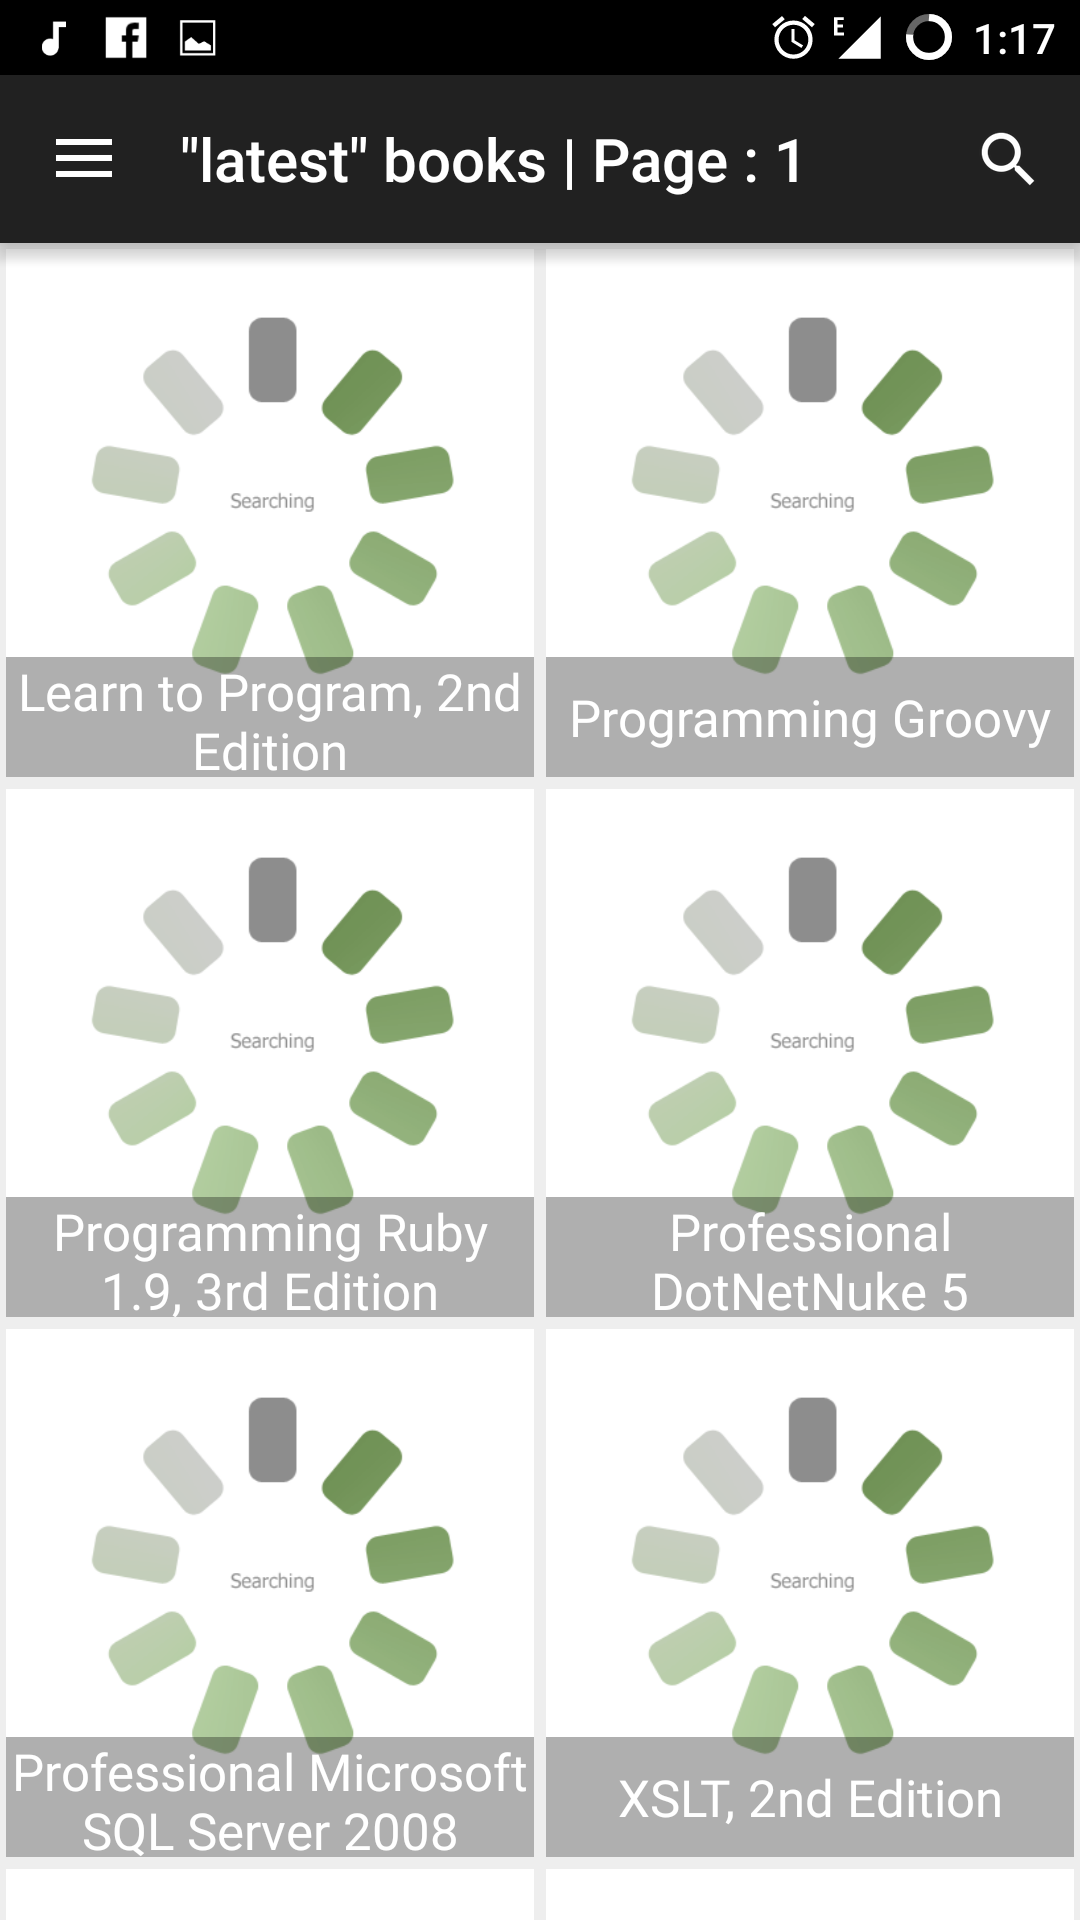 E
1:17
"latest" books | Page : 1
Searching
Searching
Learn to Program, 2nd
Edition
Programming Groovy
Searching
Searching
Programming Ruby
1.9, 3rd Edition
Professional
DotNetNuke 5
Searching
Searching
Professional Microsoft
SQL Server 2008
XSLT, 2nd Edition